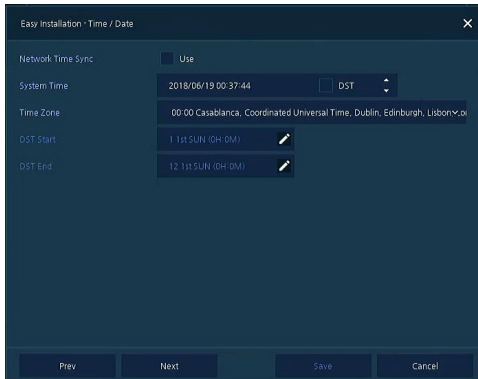 Easy Installation · Time / Date
Network Time Sync Use
System Time 2018/06/19 00:37:44 DST
Time Zone 00:00 Casablanca, Coordinated Universal Time, Dublin, Edinburgh, Lisbon,
DST Start 1 1st SUN (0H:0M)
DST End 12 1st SUN (0H:0M)
Prev Next Save Cancel